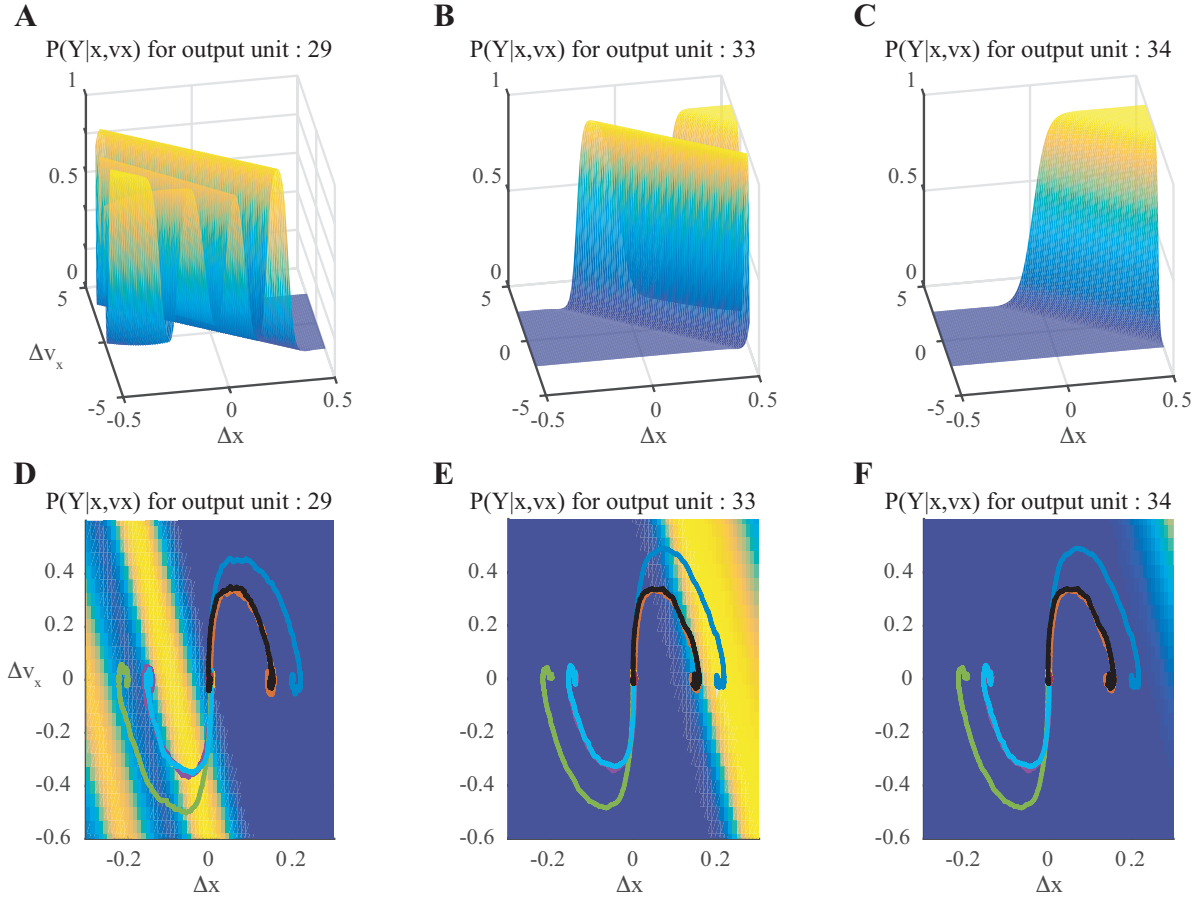 A
B
C
P(Y|x,vx) for output unit : 29
P(Y|x,vx) for output unit : 33
P(Y|x,vx) for output unit : 34
1
0.5
0
5
Δvx
-5
-0.5
0
0.5
Δx
1
0.5
0
5
0
-5
-0.5
0
0.5
Δx
1
0.5
0
5
0
-5
-0.5
0
0.5
Δx
D
E
F
P(Y|x,vx) for output unit : 29
P(Y|x,vx) for output unit : 33
P(Y|x,vx) for output unit : 34
0.4
0.2
Δvx
0
-0.2
-0.4
-0.6
-0.2
0
0.2
Δx
0.4
0.2
Δvx
0
-0.2
-0.4
-0.6
-0.2
0
0.2
Δx
0.4
0.2
0
-0.2
-0.4
-0.6
-0.2
0
0.2
Δx